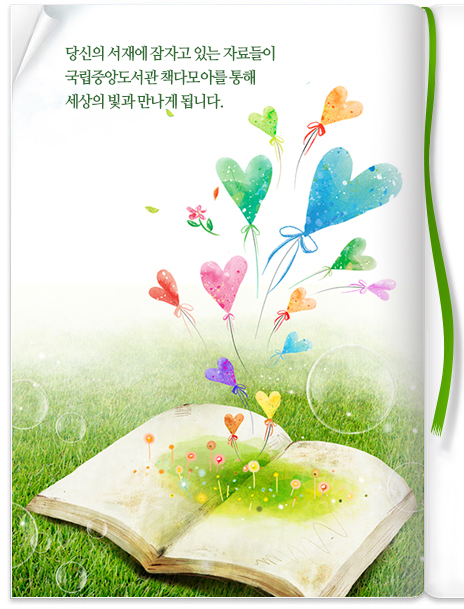 당신의 서재에 잠자고 있는 자료들이
국립중앙도서관 책다모아를 통해
세상의 빛과 만나게 됩니다.